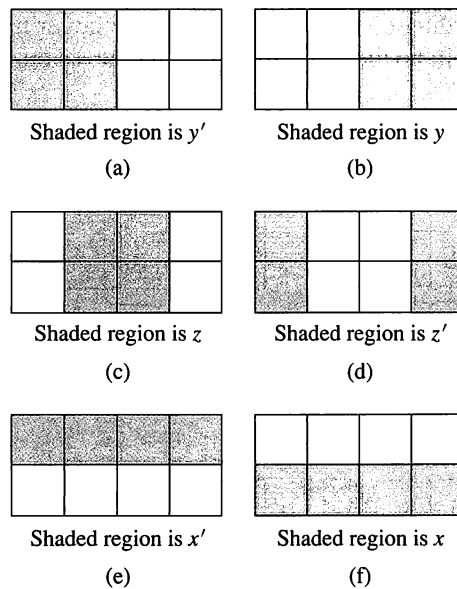 Shaded region is y′
Shaded region is y
(a)
(b)
Shaded region is z
Shaded region is z′
(c)
(d)
Shaded region is x′
Shaded region is x
(e)
(f)